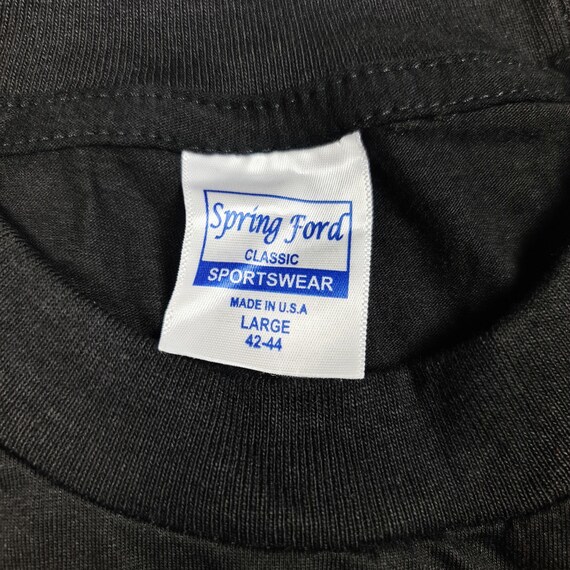 Spring Ford
CLASSIC
SPORTSWEAR
MADE IN U.S.A
LARGE
42-44